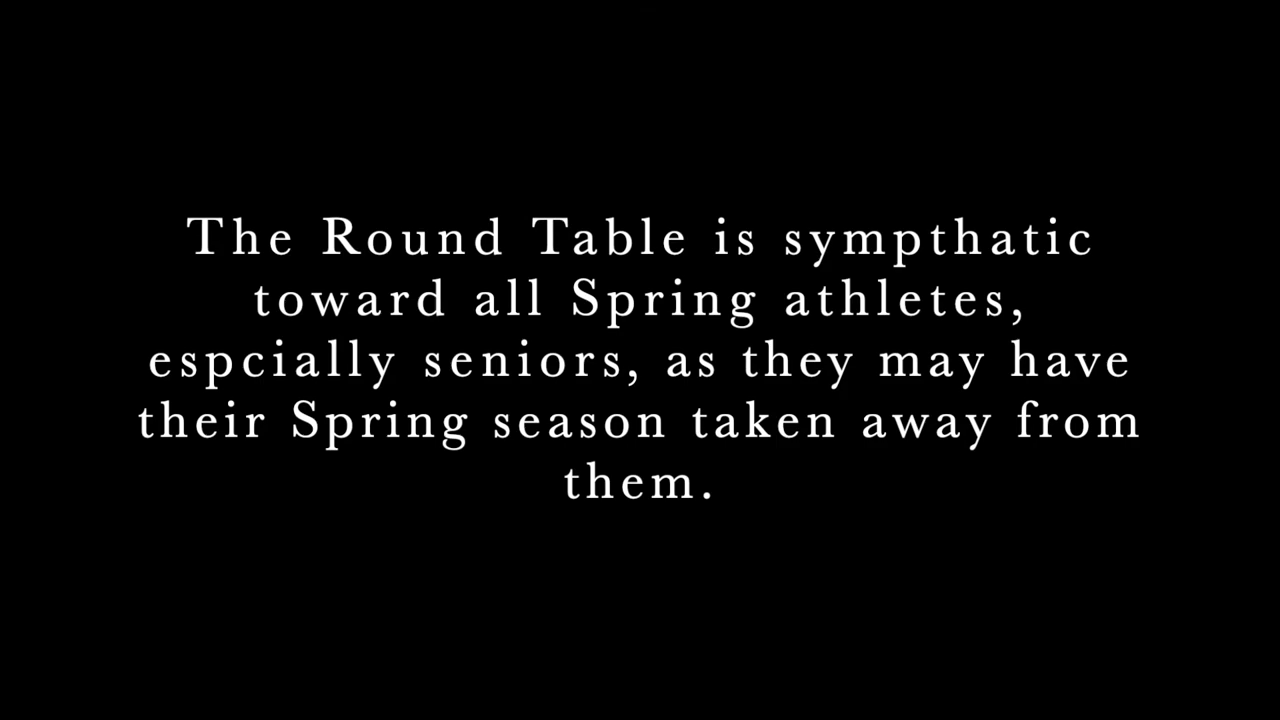 The Round Table is sympthatic
toward all Spring athletes,
espcially seniors, as they may have
their Spring season taken away from
them.